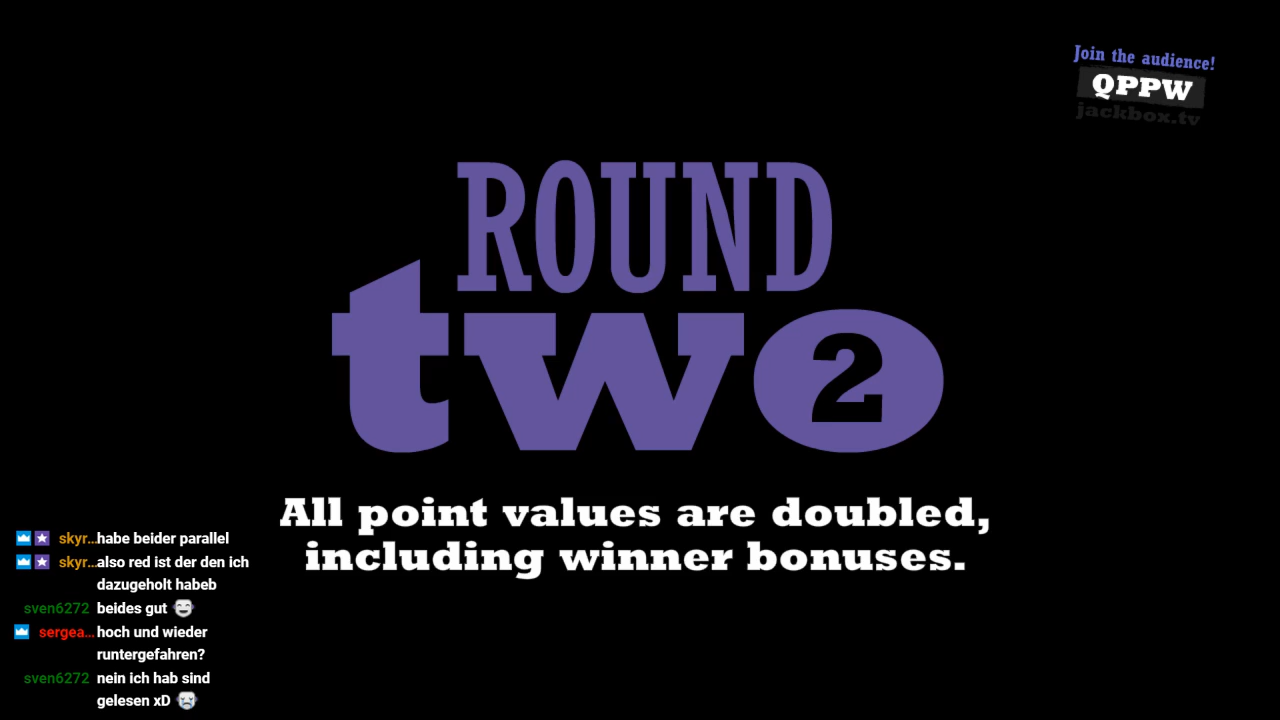 Join the audience!
QPPW
jackbox.tv
ROUND
two
2
All point values are doubled,
including winner bonuses.
skyr...habe beider parallel
skyr...also red ist der den ich
dazugeholt habeb
sven6272 beides gut
sergea... hoch und wieder
runtergefahren?
sven6272 nein ich hab sind
gelesen xD